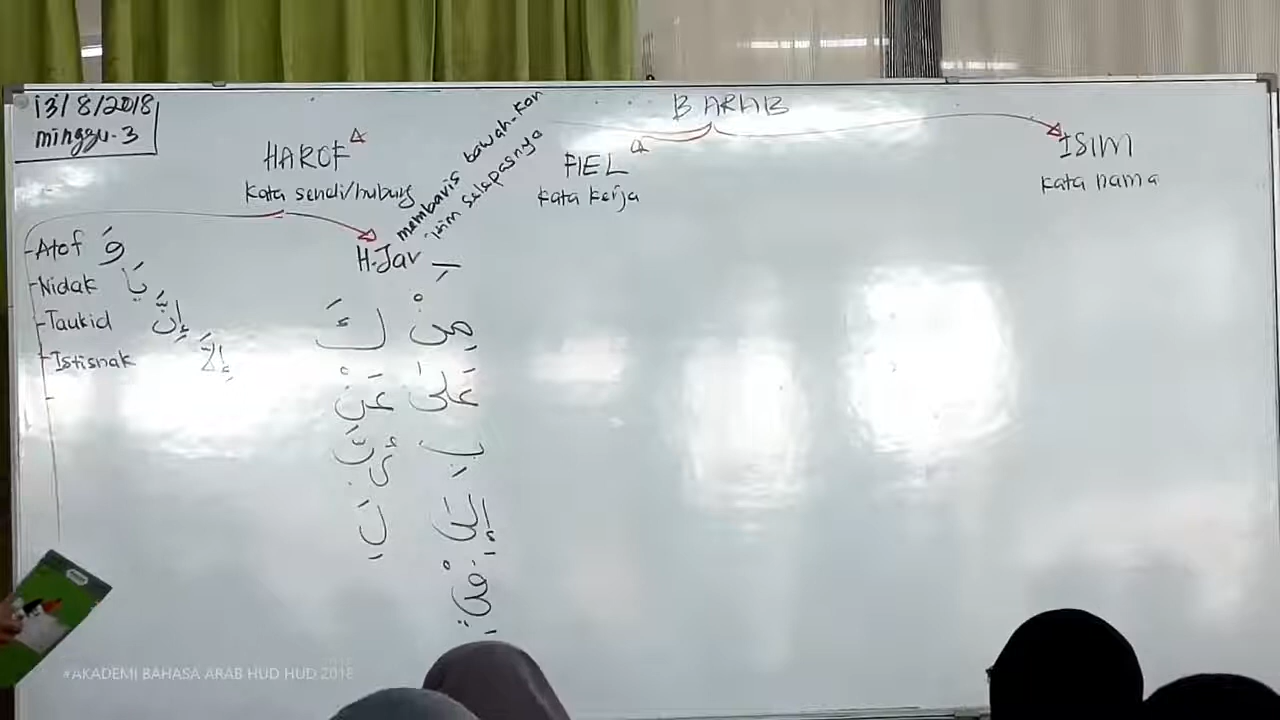 13/8/2018
minggu-3
B ARAB
HAROF
Kata sendi/hubung
FIEL
Kata kerja
ISIM
Kata nama
membaris bawah-kan
isim selepasnya
H.Jar
-Atof وَ
-Nidak يَا
-Taukid إِنَّ
-Istisnak إِلَّا
-
مِنْ
عَلَىٰ
بِ
إِلَى
فِي
كَ
عَنْ
رُبَّ
لِ
#AKADEMI BAHASA ARAB HUD HUD 2018